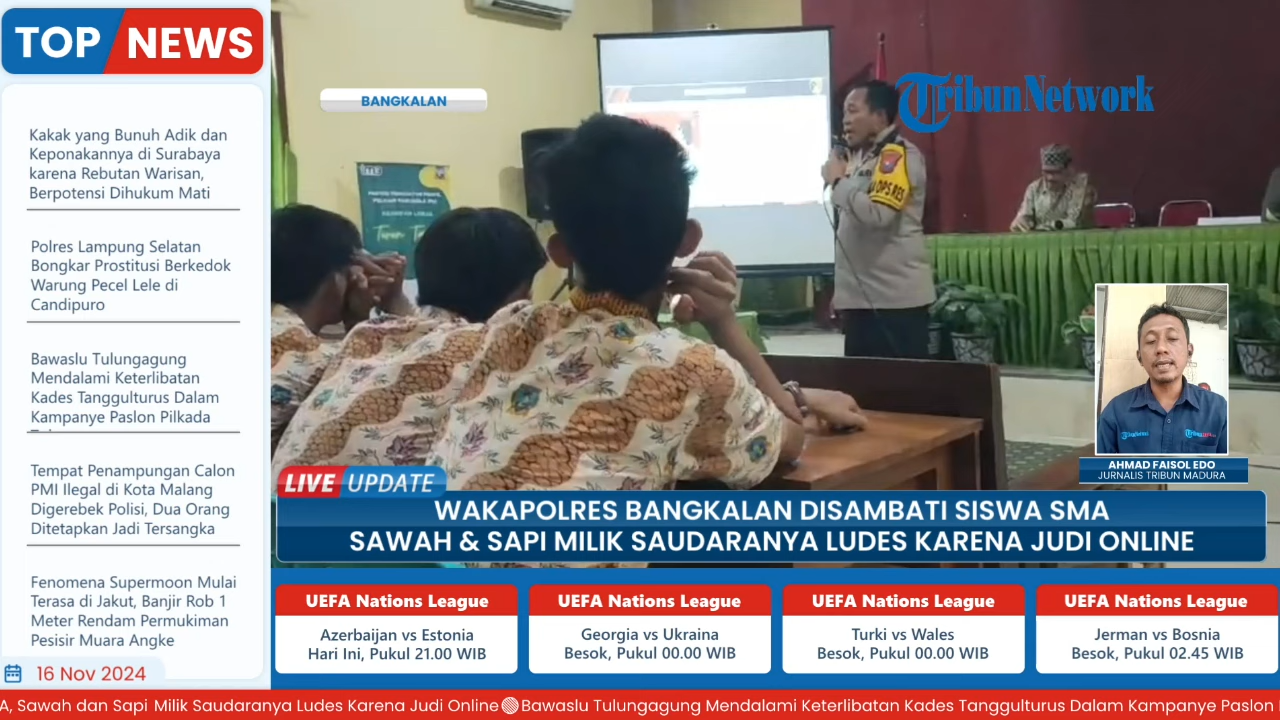 TOP NEWS
Kakak yang Bunuh Adik dan
Keponakannya di Surabaya
karena Rebutan Warisan,
Berpotensi Dihukum Mati
Polres Lampung Selatan
Bongkar Prostitusi Berkedok
Warung Pecel Lele di
Candipuro
Bawaslu Tulungagung
Mendalami Keterlibatan
Kades Tanggulturus Dalam
Kampanye Paslon Pilkada
Tempat Penampungan Calon
PMI Ilegal di Kota Malang
Digerebek Polisi, Dua Orang
Ditetapkan Jadi Tersangka
Fenomena Supermoon Mulai
Terasa di Jakut, Banjir Rob 1
Meter Rendam Permukiman
Pesisir Muara Angke
16 Nov 2024
BANGKALAN
TribunNetwork
OPS RES
AHMAD FAISOL EDO
JURNALIS TRIBUN MADURA
LIVE UPDATE
WAKAPOLRES BANGKALAN DISAMBATI SISWA SMA
SAWAH & SAPI MILIK SAUDARANYA LUDES KARENA JUDI ONLINE
UEFA Nations League
Azerbaijan vs Estonia
Hari Ini, Pukul 21.00 WIB
UEFA Nations League
Georgia vs Ukraina
Besok, Pukul 00.00 WIB
UEFA Nations League
Turki vs Wales
Besok, Pukul 00.00 WIB
UEFA Nations League
Jerman vs Bosnia
Besok, Pukul 02.45 WIB
A, Sawah dan Sapi Milik Saudaranya Ludes Karena Judi Online Bawaslu Tulungagung Mendalami Keterlibatan Kades Tanggulturus Dalam Kampanye Paslon